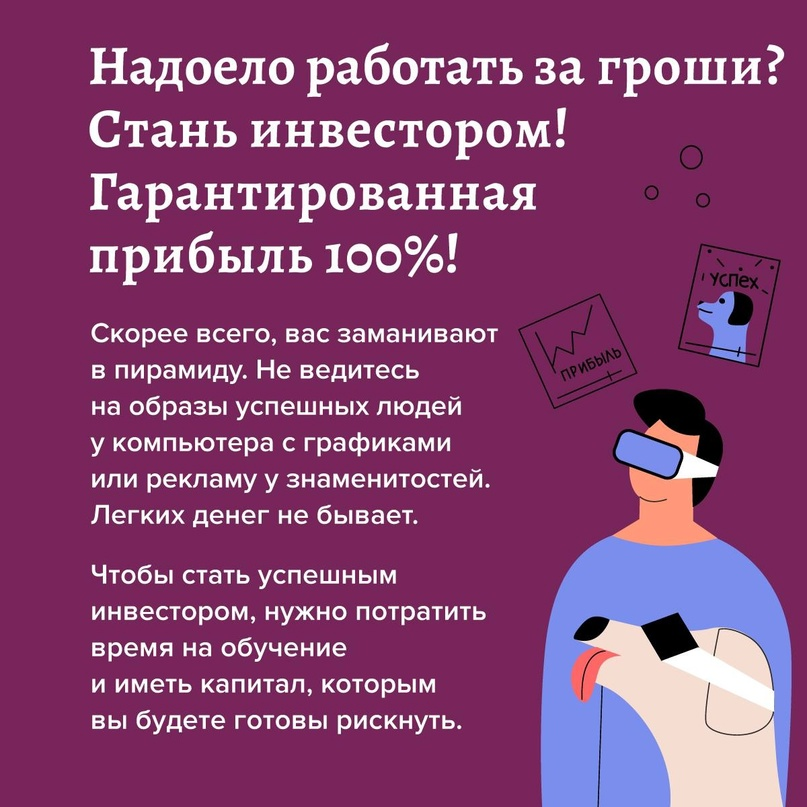 Надоело работать за гроши?
Стань инвестором!
Гарантированная
прибыль 100%!
Скорее всего, вас заманивают
в пирамиду. Не ведитесь
на образы успешных людей
у компьютера с графиками
или рекламу у знаменитостей.
Легких денег не бывает.
Чтобы стать успешным
инвестором, нужно потратить
время на обучение
и иметь капитал, которым
вы будете готовы рискнуть.
УСПЕХ
ПРИБЫЛЬ